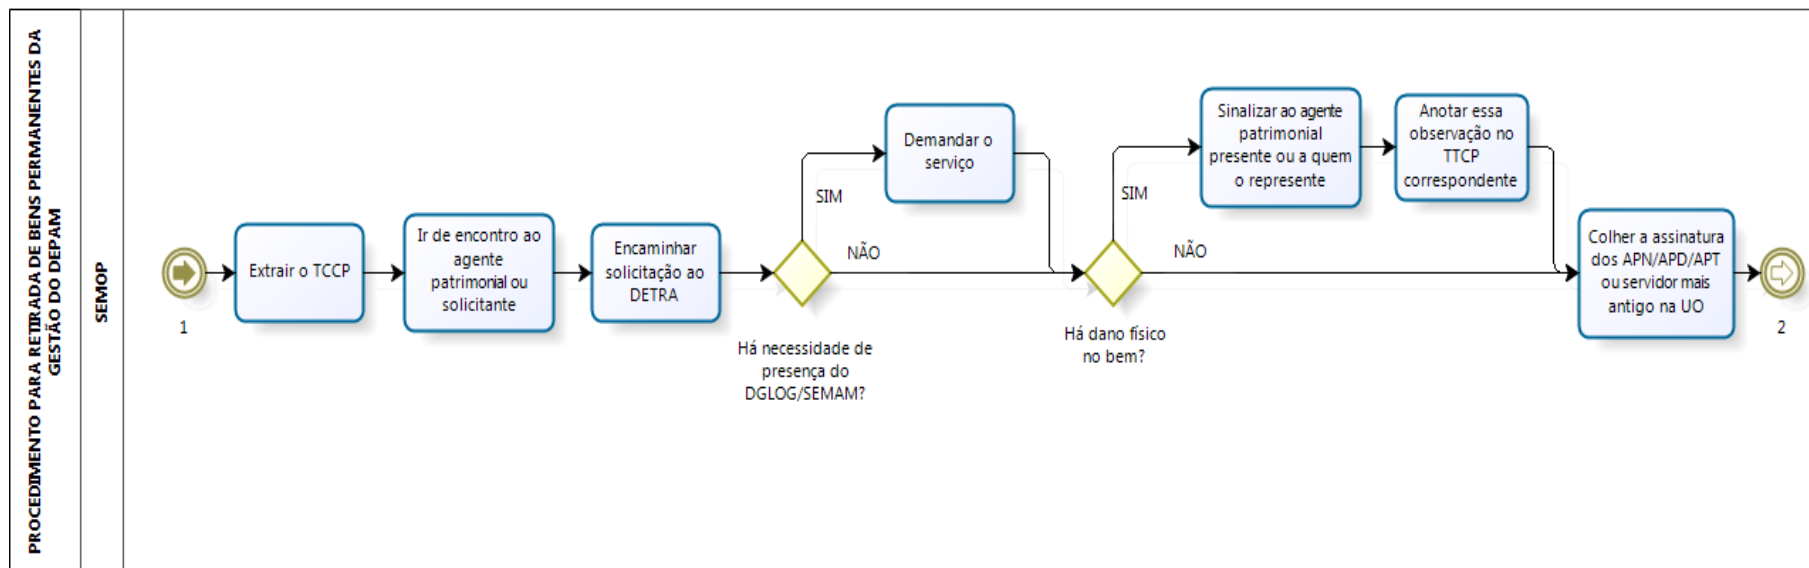 PROCEDIMENTO PARA RETIRADA DE BENS PERMANENTES DA
GESTÃO DO DEPAM
SEMOP
1
Extrair o TCCP
Ir de encontro ao
agente
patrimonial ou
solicitante
Encaminhar
solicitação ao
DETRA
Há necessidade de
presença do
DGLOG/SEMAM?
SIM
NÃO
Demandar o
serviço
Há dano físico
no bem?
SIM
NÃO
Sinalizar ao agente
patrimonial
presente ou a quem
o represente
Anotar essa
observação no
TTCP
correspondente
Colher a assinatura
dos APN/APD/APT
ou servidor mais
antigo na UO
2